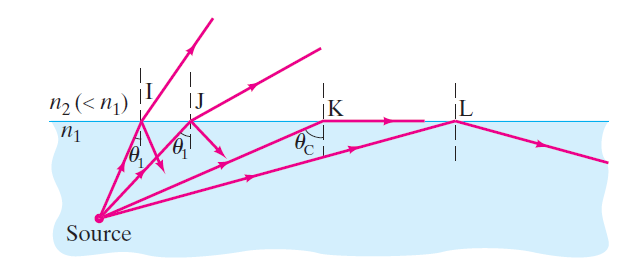 I
J
K
L
n₂ (< n₁)
n₁
θ₁
θ₁
θC
Source